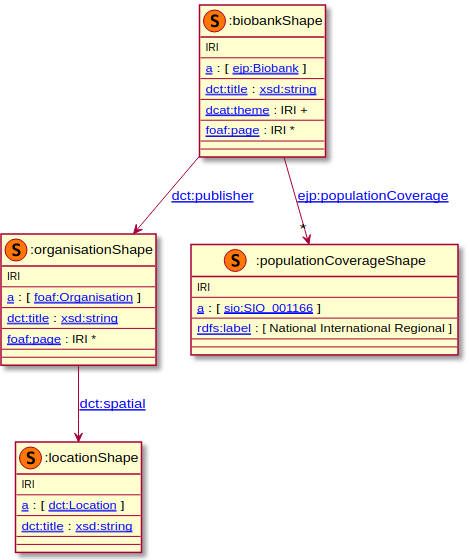 S :biobankShape
IRI
a : [ ejp:Biobank ]
dct:title : xsd:string
dcat:theme : IRI +
foaf:page : IRI *
dct:publisher
ejp:populationCoverage
*
S :organisationShape
IRI
a : [ foaf:Organisation ]
dct:title : xsd:string
foaf:page : IRI *
S :populationCoverageShape
IRI
a : [ sio:SIO_001166 ]
rdfs:label : [ National International Regional ]
dct:spatial
S :locationShape
IRI
a : [ dct:Location ]
dct:title : xsd:string